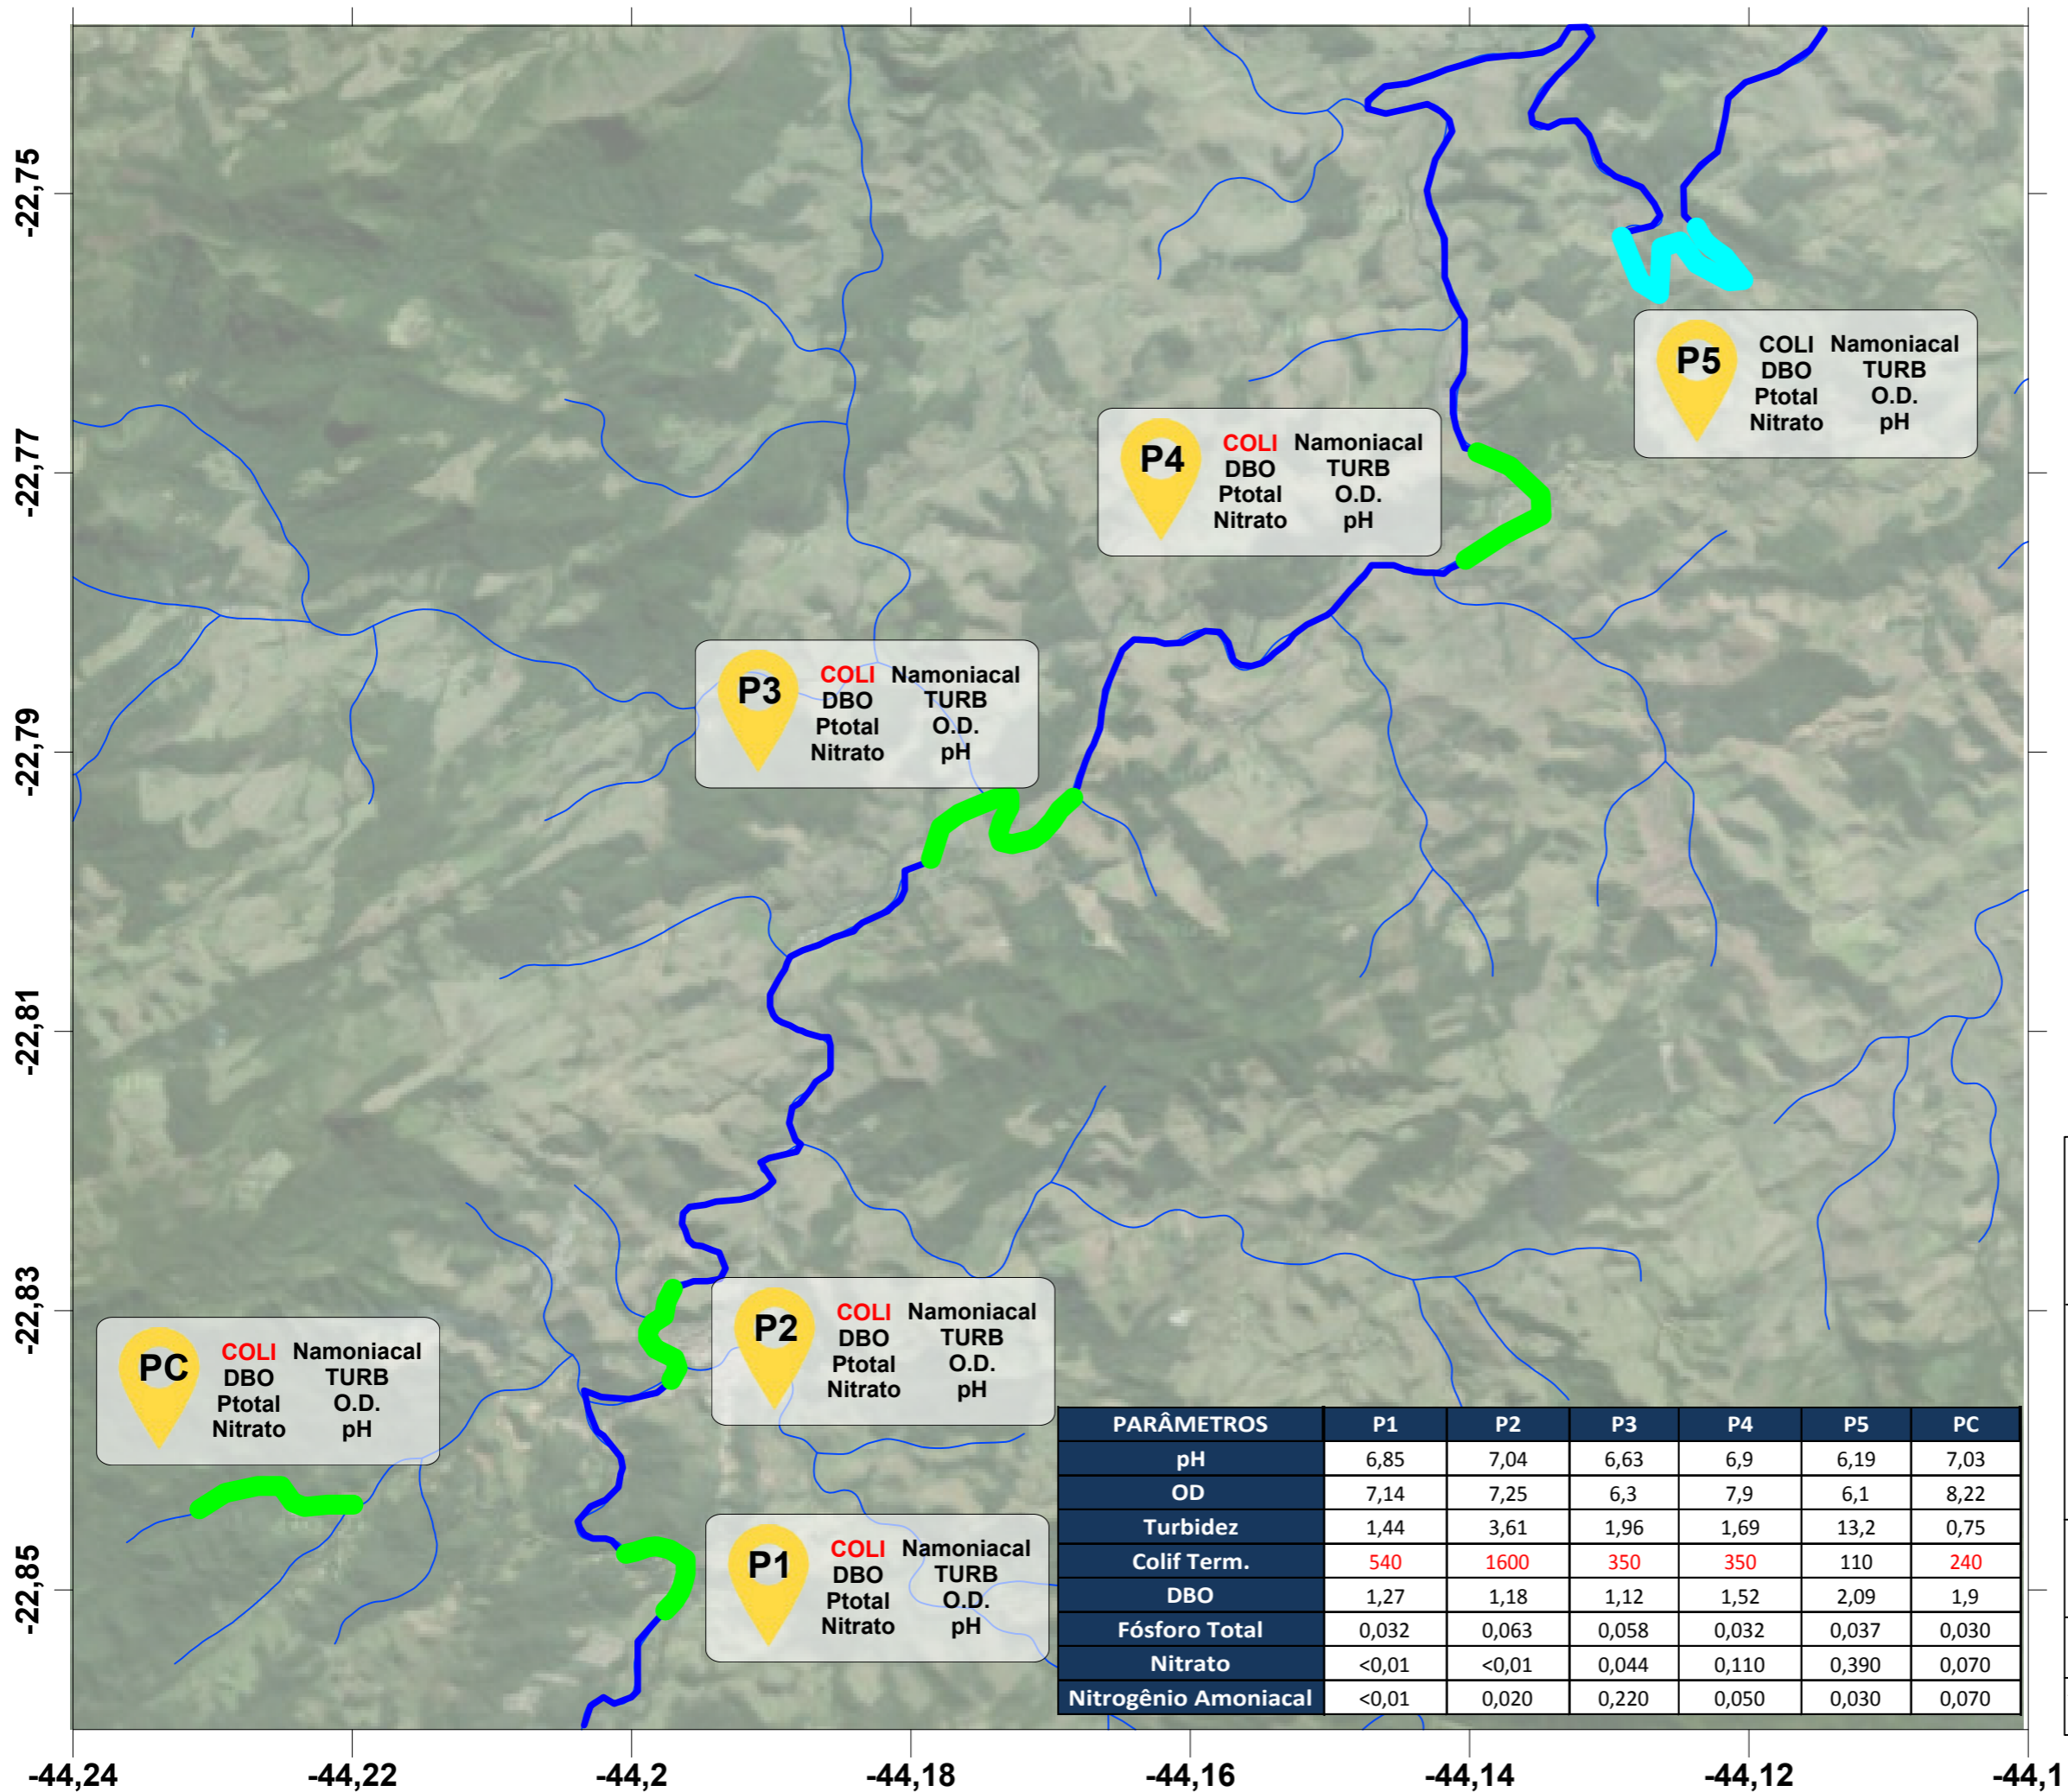 -22,75
-22,77
-22,79
-22,81
-22,83
-22,85
P5
COLI Namoniacal
DBO TURB
Ptotal O.D.
Nitrato pH
P4
COLI Namoniacal
DBO TURB
Ptotal O.D.
Nitrato pH
P3
COLI Namoniacal
DBO TURB
Ptotal O.D.
Nitrato pH
P2
COLI Namoniacal
DBO TURB
Ptotal O.D.
Nitrato pH
PC
COLI Namoniacal
DBO TURB
Ptotal O.D.
Nitrato pH
P1
COLI Namoniacal
DBO TURB
Ptotal O.D.
Nitrato pH
PARÂMETROS P1 P2 P3 P4 P5 PC
pH 6,85 7,04 6,63 6,9 6,19 7,03
OD 7,14 7,25 6,3 7,9 6,1 8,22
Turbidez 1,44 3,61 1,96 1,69 13,2 0,75
Colif Term. 540 1600 350 350 110 240
DBO 1,27 1,18 1,12 1,52 2,09 1,9
Fósforo Total 0,032 0,063 0,058 0,032 0,037 0,030
Nitrato <0,01 <0,01 0,044 0,110 0,390 0,070
Nitrogênio Amoniacal <0,01 0,020 0,220 0,050 0,030 0,070
-44,24 -44,22 -44,2 -44,18 -44,16 -44,14 -44,12 -44,1